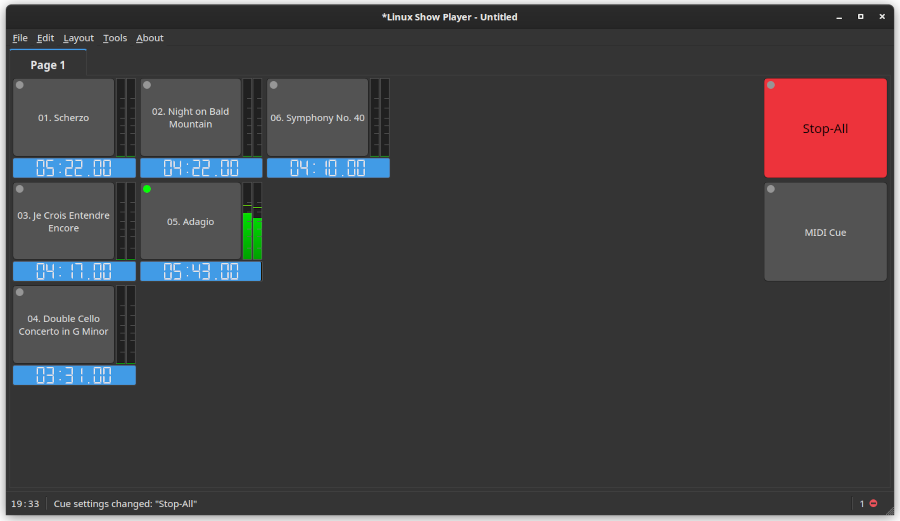 *Linux Show Player - Untitled
File Edit Layout Tools About
Page 1
01. Scherzo
02. Night on Bald
Mountain
06. Symphony No. 40
Stop-All
05:22.00
04:22.00
04:10.00
03. Je Crois Entendre
Encore
05. Adagio
MIDI Cue
04:17.00
05:43.00
04. Double Cello
Concerto in G Minor
03:31.00
19:33
Cue settings changed: "Stop-All"
1